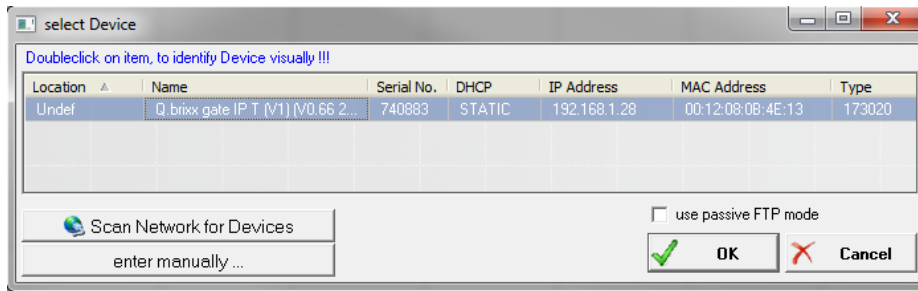 select Device
Doubleclick on item, to identify Device visually !!!
Location Name Serial No. DHCP IP Address MAC Address Type
Undef Q.brixx gate IP T (V1) (V0.66 2... 740883 STATIC 192.168.1.28 00:12:08:0B:4E:13 173020
use passive FTP mode
Scan Network for Devices
OK Cancel
enter manually ...